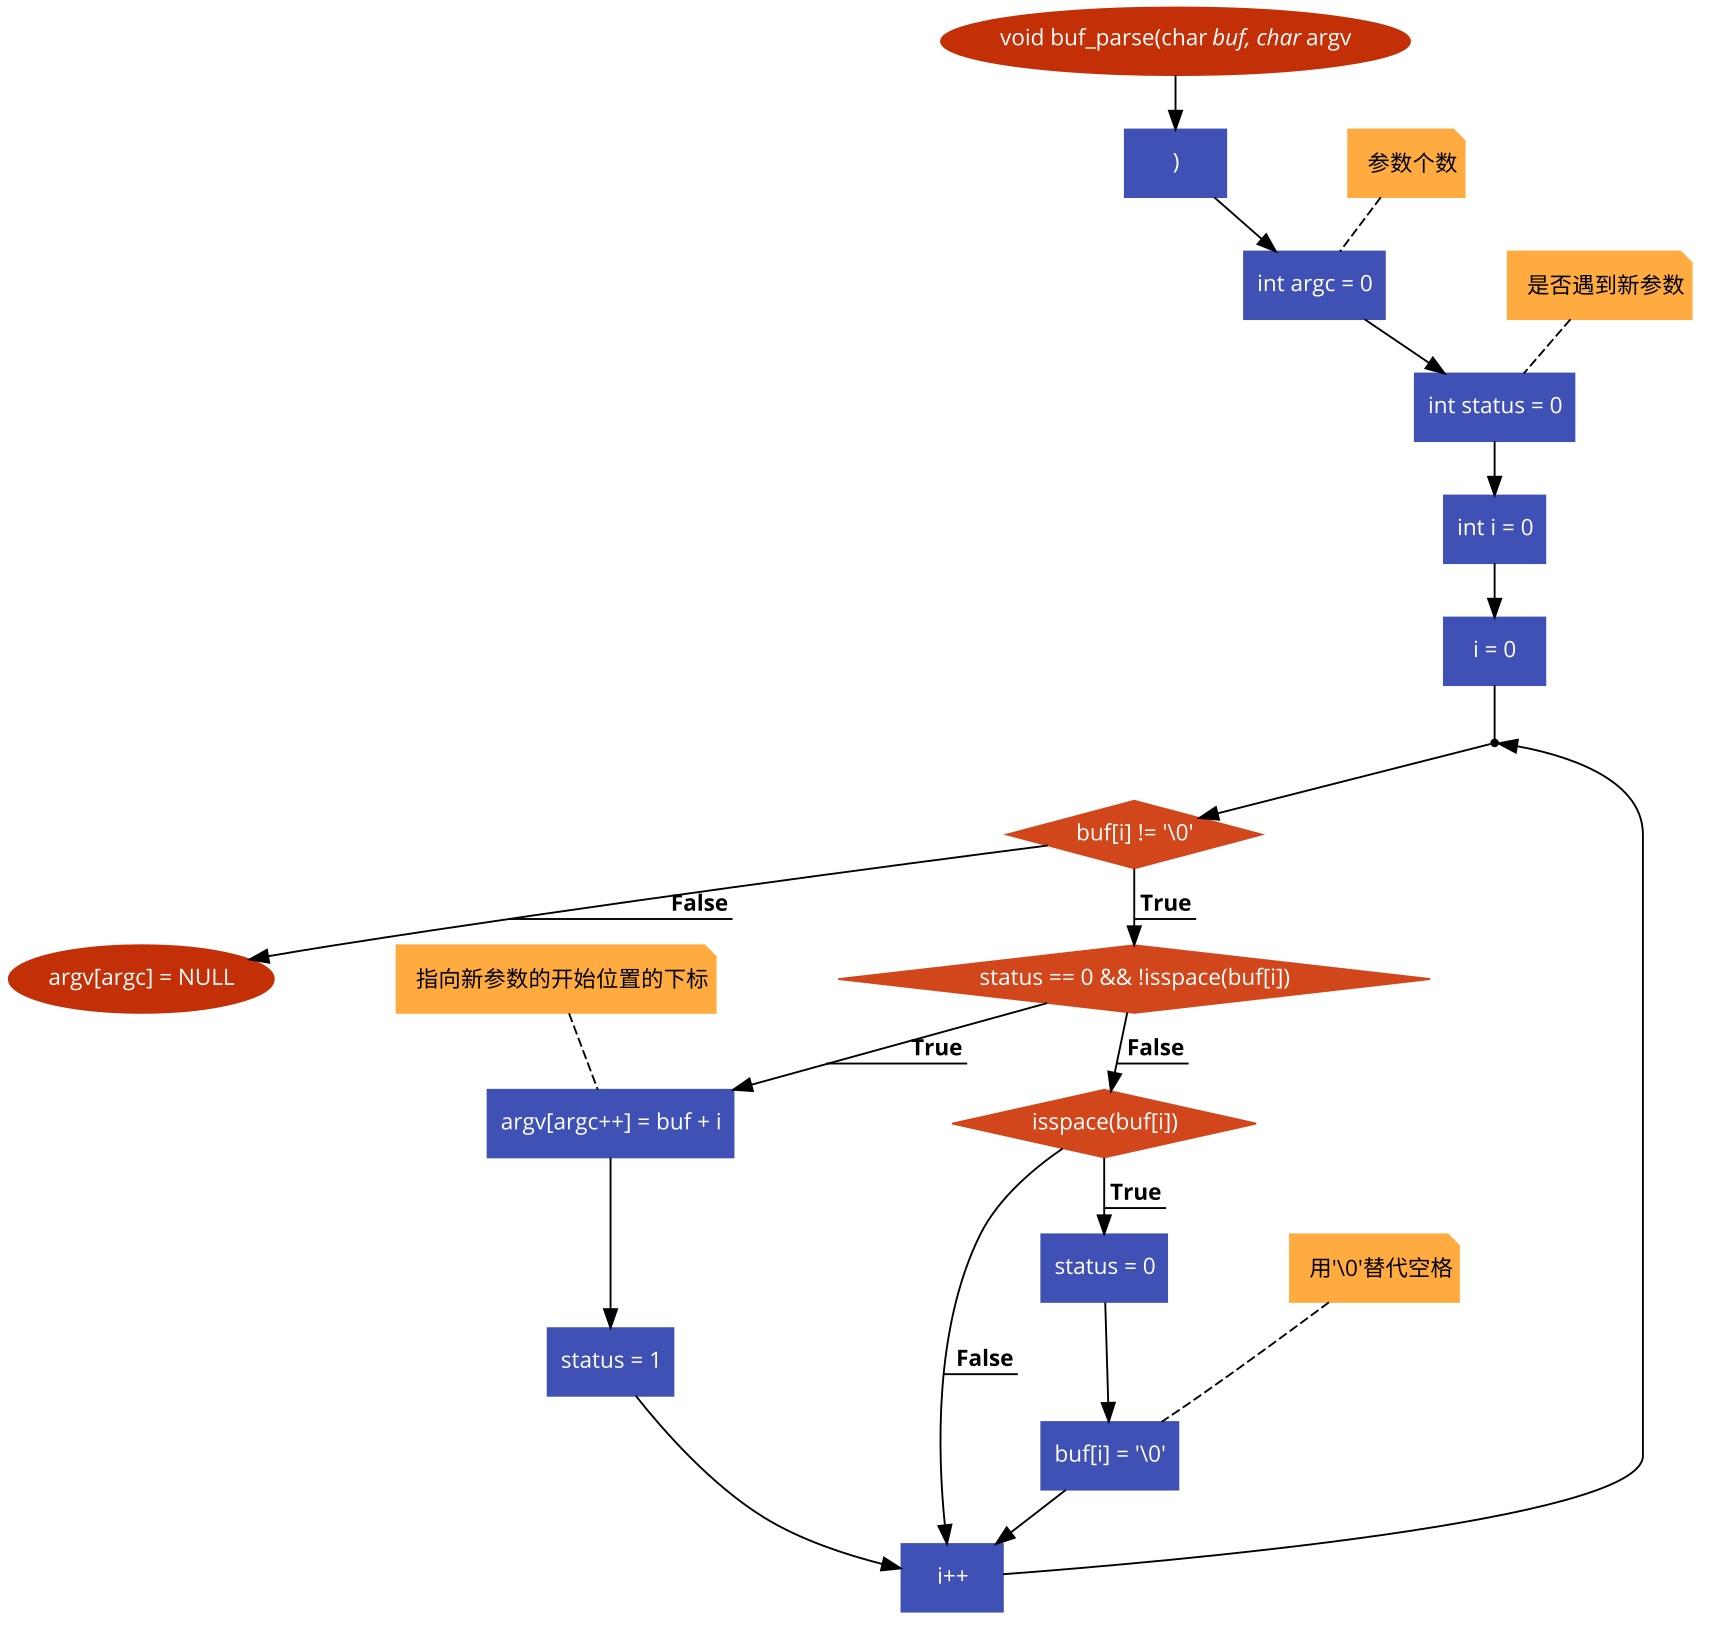 void buf_parse(char buf, char argv
)
参数个数
int argc = 0
是否遇到新参数
int status = 0
int i = 0
i = 0
buf[i] != '\0'
False
True
argv[argc] = NULL
指向新参数的开始位置的下标
status == 0 && !isspace(buf[i])
True
False
argv[argc++] = buf + i
isspace(buf[i])
True
status = 0
用'\0'替代空格
status = 1
False
buf[i] = '\0'
i++